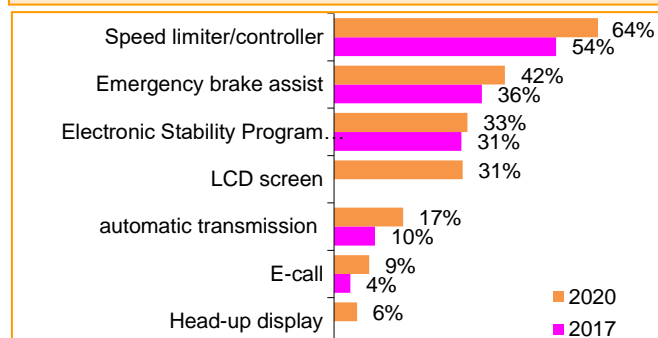 Speed limiter/controller
64%
54%
Emergency brake assist
42%
36%
Electronic Stability Program...
33%
31%
LCD screen
31%
automatic transmission
17%
10%
E-call
9%
4%
Head-up display
6%
2020
2017